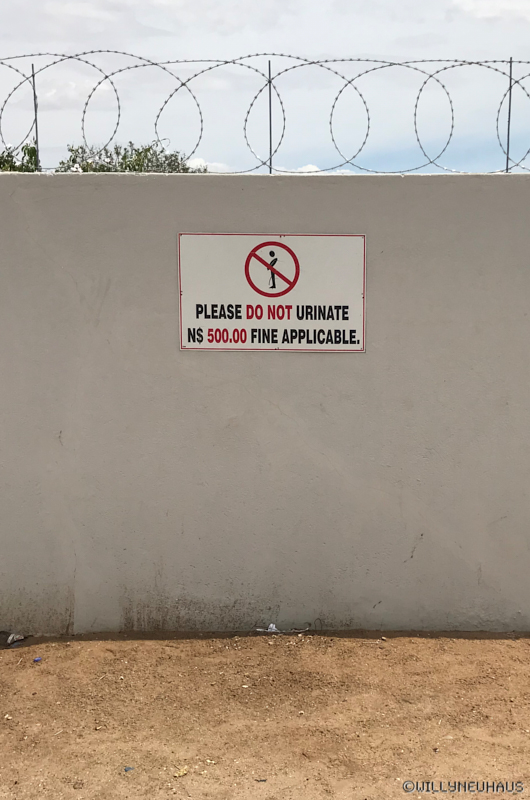 PLEASE DO NOT URINATE
N$ 500.00 FINE APPLICABLE.
©WILLYNEUHAUS